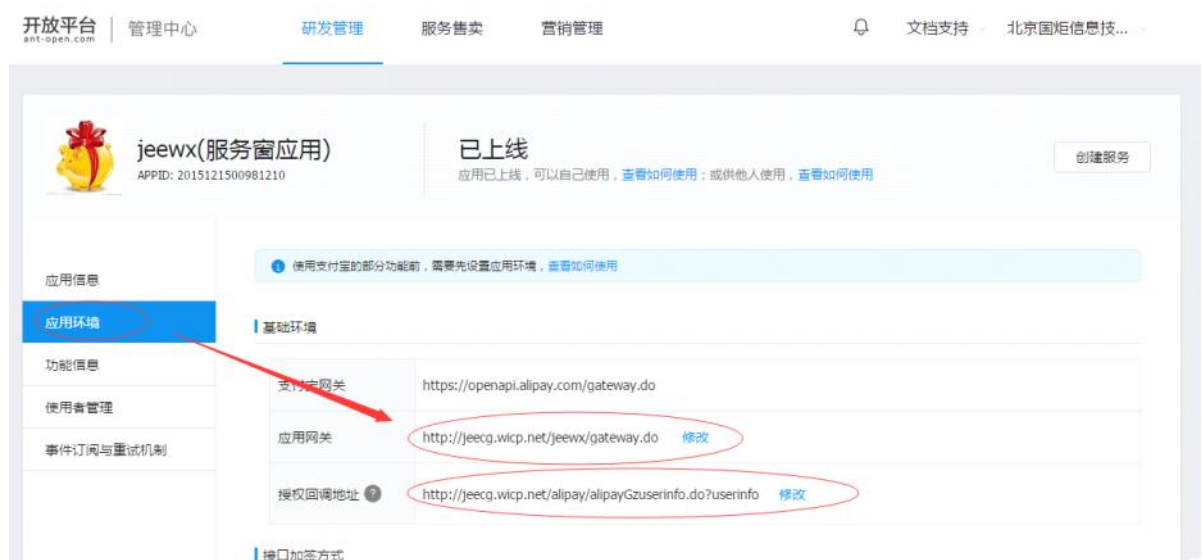 开放平台 管理中心 研发管理 服务售卖 营销管理 文档支持 北京国炬信息技...
ant-open.com
jeewx(服务窗应用) 已上线 创建服务
APPID: 2015121500981210 应用已上线，可以自己使用，查看如何使用；或供他人使用，查看如何使用
使用支付宝的部分功能前，需要先设置应用环境，查看如何使用
应用信息
应用环境
功能信息
使用者管理
事件订阅与重试机制
基础环境
支付宝网关 https://openapi.alipay.com/gateway.do
应用网关 http://jeecg.wicp.net/jeewx/gateway.do 修改
授权回调地址 ? http://jeecg.wicp.net/alipay/alipayGzuserinfo.do?userinfo 修改
接口加签方式